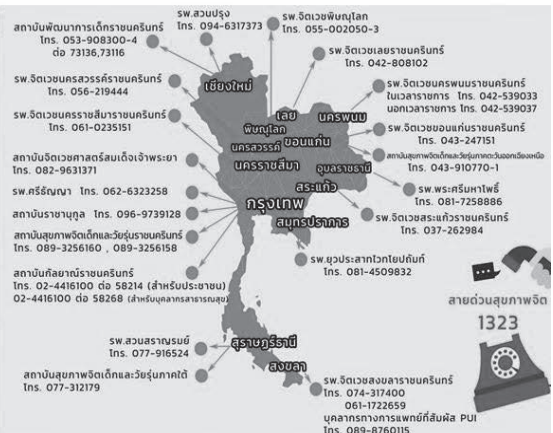 สถาบันพัฒนาการเด็กราชนครินทร์
โทร. 053-908300-4
ต่อ 73136,73116
รพ.สวนปรุง
โทร. 094-6317373
รพ.จิตเวชพิษณุโลก
โทร. 055-002050-3
รพ.จิตเวชเลยราชนครินทร์
โทร. 042-808102
รพ.จิตเวชนครสวรรค์ราชนครินทร์
โทร. 056-219444
รพ.จิตเวชนครราชสีมาราชนครินทร์
โทร. 061-0235151
สถาบันจิตเวชศาสตร์สมเด็จเจ้าพระยา
โทร. 082-9631371
รพ.ศรีธัญญา โทร. 062-6323258
สถาบันราชานุกูล โทร. 096-9739128
สถาบันสุขภาพจิตเด็กและวัยรุ่นราชนครินทร์
โทร. 089-3256160 , 089-3256158
สถาบันกัลยาณ์ราชนครินทร์
โทร. 02-4416100 ต่อ 58214 (สำหรับประชาชน)
02-4416100 ต่อ 58268 (สำหรับบุคลากรสาธารณสุข)
เชียงใหม่
เลย
นครพนม
พิษณุโลก
ขอนแก่น
นครสวรรค์
นครราชสีมา
อุบลราชธานี
สระแก้ว
กรุงเทพ
สมุทรปราการ
รพ.จิตเวชนครพนมราชนครินทร์
ในเวลาราชการ โทร. 042-539033
นอกเวลาราชการ โทร. 042-539037
รพ.จิตเวชขอนแก่นราชนครินทร์
โทร. 043-247151
สถาบันสุขภาพจิตเด็กและวัยรุ่นภาคตะวันออกเฉียงเหนือ
โทร. 043-910770-1
รพ.พระศรีมหาโพธิ์
โทร. 081-7258886
รพ.จิตเวชสระแก้วราชนครินทร์
โทร. 037-262984
รพ.ยุวประสาทไวทโยปถัมภ์
โทร. 081-4509832
สายด่วนสุขภาพจิต
1323
รพ.สวนสราญรมย์
โทร. 077-916524
สถาบันสุขภาพจิตเด็กและวัยรุ่นภาคใต้
โทร. 077-312179
สุราษฎร์ธานี
สงขลา
รพ.จิตเวชสงขลาราชนครินทร์
โทร. 074-317400
061-1722659
บุคลากรทางการแพทย์ที่สัมผัส PUI
โทร. 089-8760115